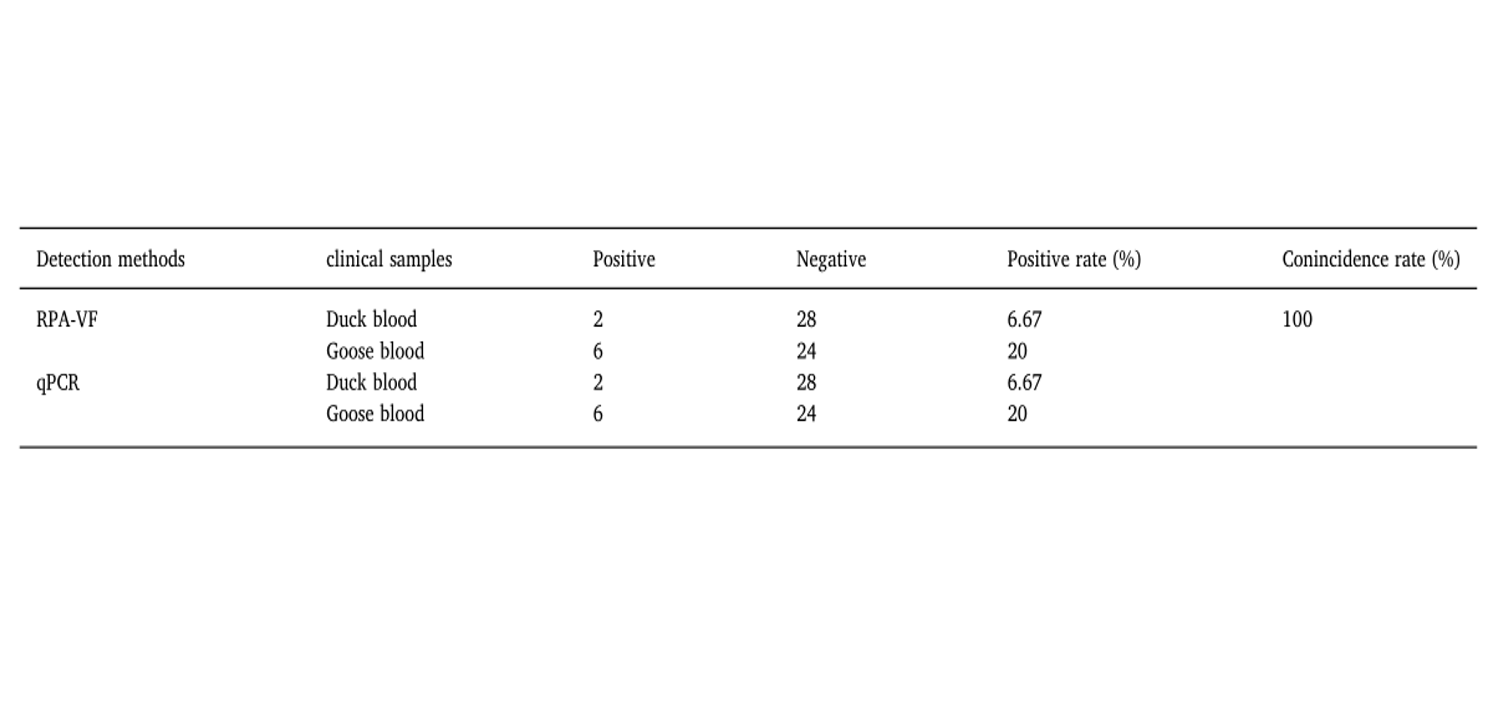 Detection methods clinical samples Positive Negative Positive rate (%) Conincidence rate (%)
RPA-VF Duck blood 2 28 6.67 100
Goose blood 6 24 20
qPCR Duck blood 2 28 6.67
Goose blood 6 24 20